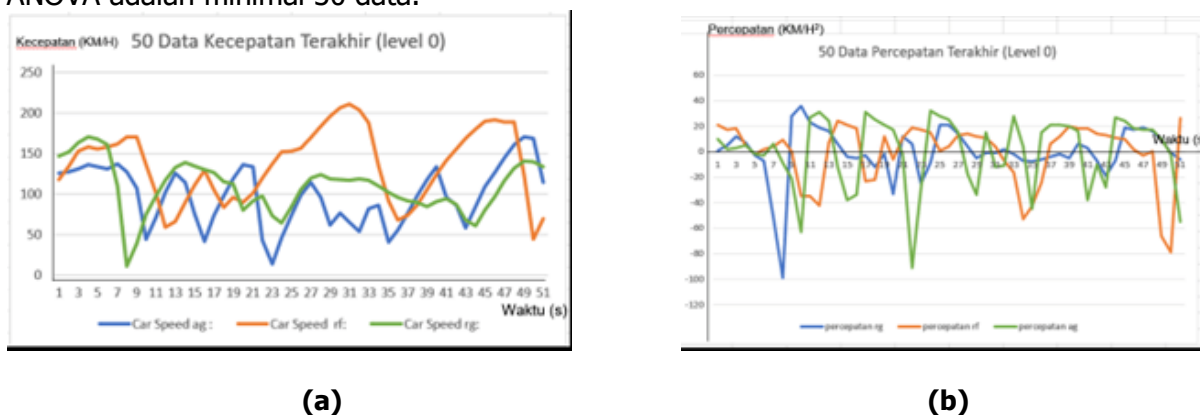 ANOVA adalah minimal 50 data.
Kecepatan (KM/H) 50 Data Kecepatan Terakhir (level 0)
250
200
150
100
50
0
1 3 5 7 9 11 13 15 17 19 21 23 25 27 29 31 33 35 37 39 41 43 45 47 49 51
Waktu (s)
Car Speed ag : Car Speed rf: Car Speed rg:
Percepatan (KM/H²)
50 Data Percepatan Terakhir (Level 0)
60
40
20
0
-20
-40
-60
-80
-100
-120
Waktu (s
percepatan rg percepatan rf percepatan ag
(a) (b)